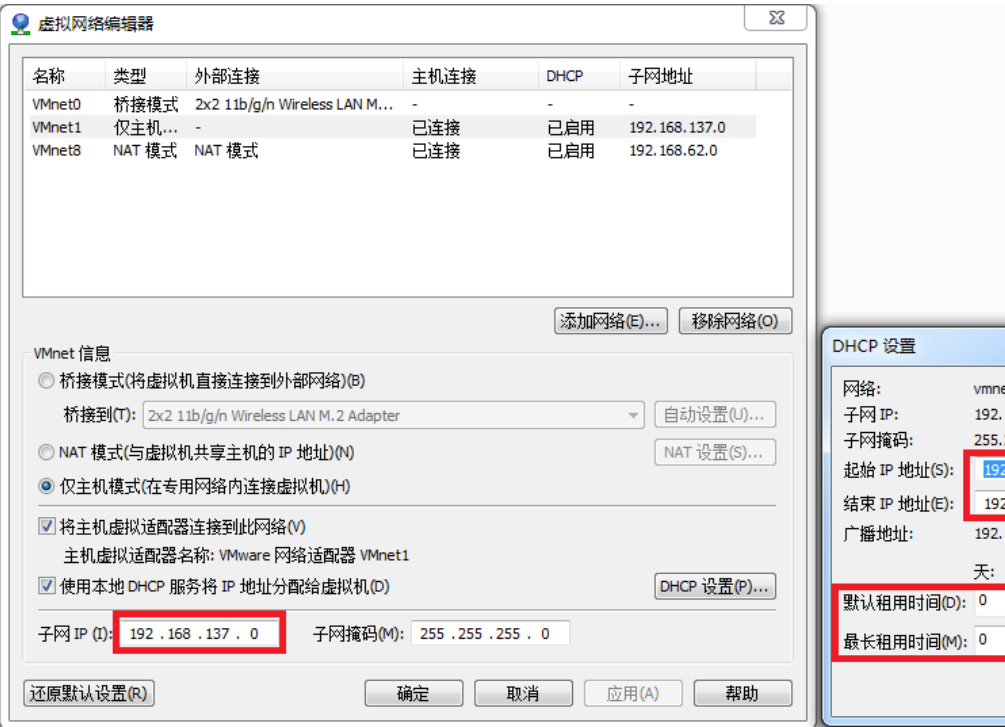 虚拟网络编辑器
名称 类型 外部连接 主机连接 DHCP 子网地址
VMnet0 桥接模式 2x2 11b/g/n Wireless LAN M... - - -
VMnet1 仅主机... - 已连接 已启用 192.168.137.0
VMnet8 NAT 模式 NAT 模式 已连接 已启用 192.168.62.0
添加网络(E)... 移除网络(O)
VMnet 信息
桥接模式(将虚拟机直接连接到外部网络)(B)
桥接到(T): 2x2 11b/g/n Wireless LAN M.2 Adapter 自动设置(U)...
NAT 模式(与虚拟机共享主机的 IP 地址)(N) NAT 设置(S)...
仅主机模式(在专用网络内连接虚拟机)(H)
将主机虚拟适配器连接到此网络(V)
主机虚拟适配器名称: VMware 网络适配器 VMnet1
使用本地 DHCP 服务将 IP 地址分配给虚拟机(D) DHCP 设置(P)...
子网 IP (I): 192 .168 .137 . 0 子网掩码(M): 255 .255 .255 . 0
还原默认设置(R) 确定 取消 应用(A) 帮助
DHCP 设置
网络: vmne
子网 IP: 192.
子网掩码: 255.
起始 IP 地址(S): 192
结束 IP 地址(E): 192
广播地址: 192.
天:
默认租用时间(D): 0
最长租用时间(M): 0